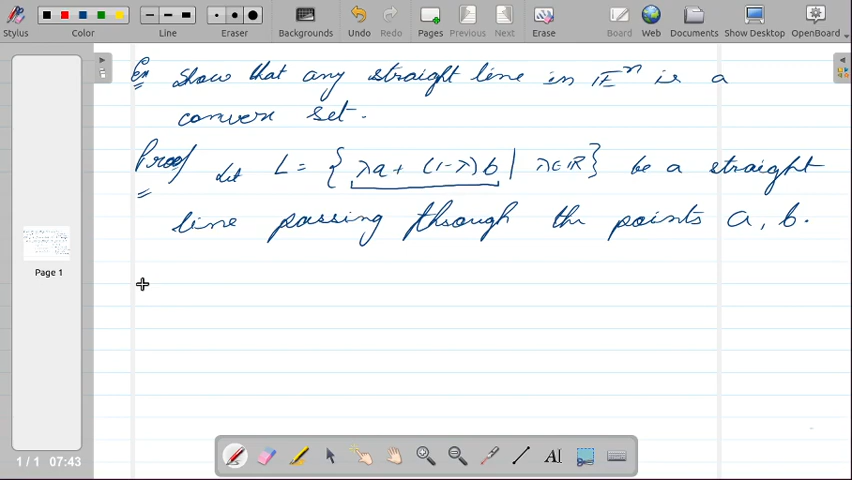 Stylus Color Line Eraser Backgrounds Undo Redo Pages Previous Next Erase Board Web Documents Show Desktop OpenBoard
Ex Show that any straight line in Eⁿ is a
convex set.
Proof Let L = { λa + (1-λ)b | λ∈ℝ } be a straight
line passing through the points a, b.
Page 1
1 / 1 07:43
AI